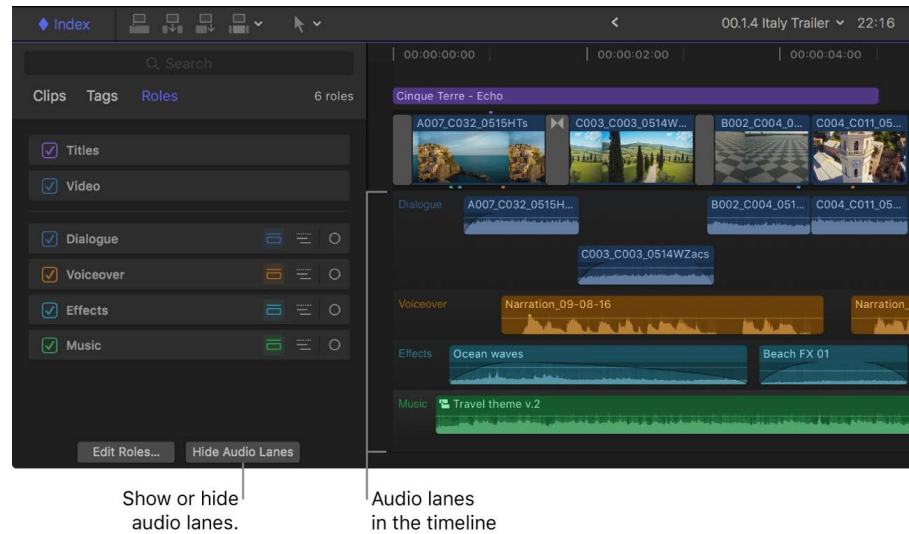 Index
00.1.4 Italy Trailer 22:16
Search
00:00:00:00 00:00:02:00 00:00:04:00
Clips Tags Roles 6 roles
Cinque Terre - Echo
A007_C032_0515HTs C003_C003_0514W... B002_C004_0... C004_C011_05...
Titles
Video
Dialogue
Voiceover
Effects
Music
Dialogue A007_C032_0515H... B002_C004_051... C004_C011_05...
C003_C003_0514WZacs
Voiceover Narration_09-08-16 Narration_
Effects Ocean waves Beach FX 01
Music Travel theme v.2
Edit Roles... Hide Audio Lanes
Show or hide
audio lanes.
Audio lanes
in the timeline